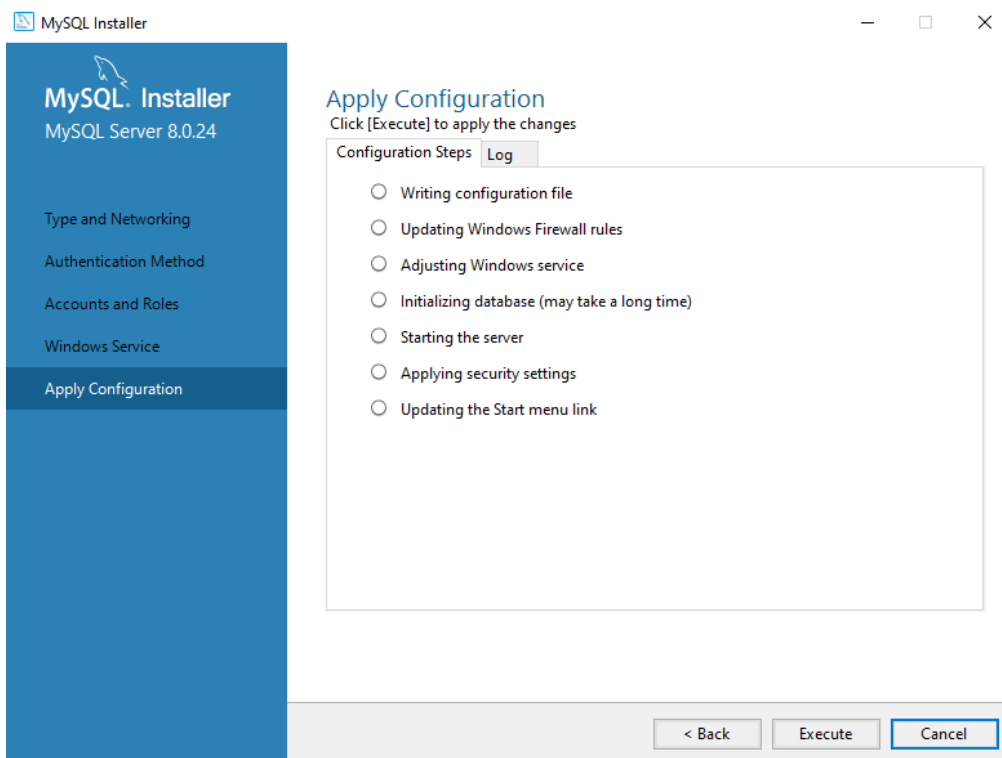 MySQL Installer
MySQL. Installer
MySQL Server 8.0.24
Type and Networking
Authentication Method
Accounts and Roles
Windows Service
Apply Configuration
Apply Configuration
Click [Execute] to apply the changes
Configuration Steps Log
Writing configuration file
Updating Windows Firewall rules
Adjusting Windows service
Initializing database (may take a long time)
Starting the server
Applying security settings
Updating the Start menu link
< Back Execute Cancel